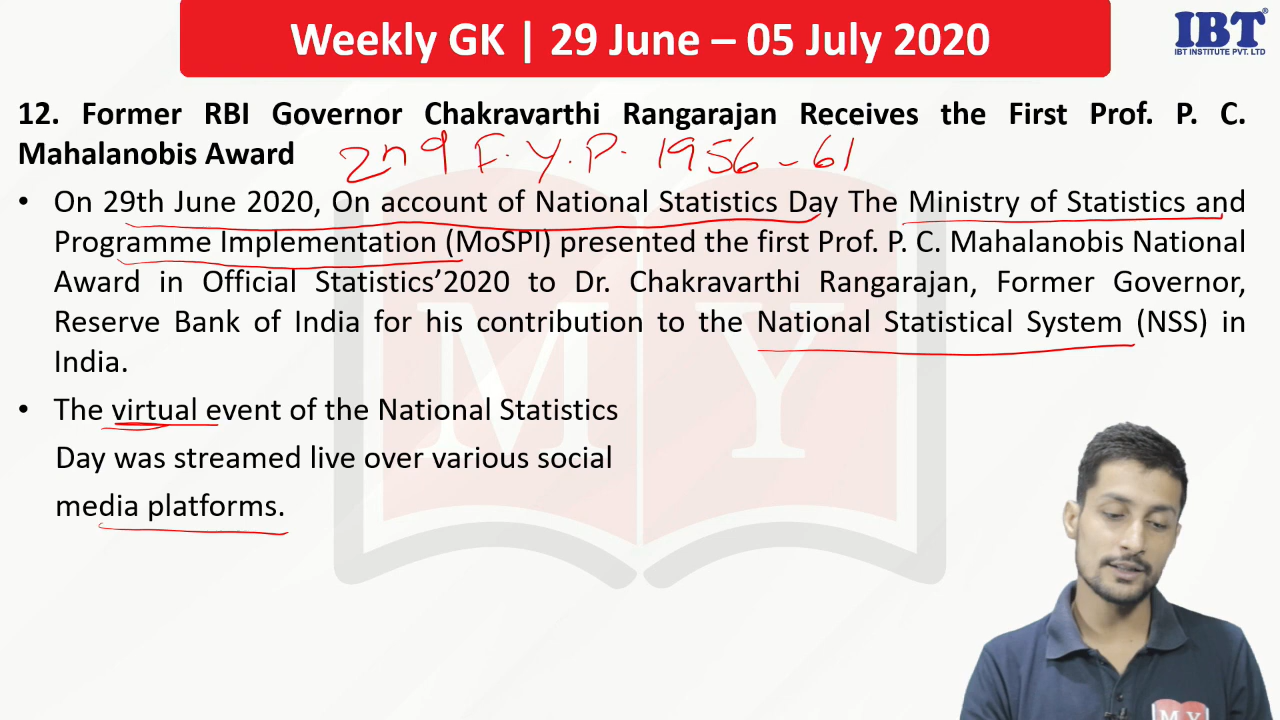 Weekly GK | 29 June – 05 July 2020
IBT®
IBT INSTITUTE PVT. LTD
12. Former RBI Governor Chakravarthi Rangarajan Receives the First Prof. P. C.
Mahalanobis Award
2nd F.Y.P. 1956-61
• On 29th June 2020, On account of National Statistics Day The Ministry of Statistics and
Programme Implementation (MoSPI) presented the first Prof. P. C. Mahalanobis National
Award in Official Statistics’2020 to Dr. Chakravarthi Rangarajan, Former Governor,
Reserve Bank of India for his contribution to the National Statistical System (NSS) in
India.
• The virtual event of the National Statistics
Day was streamed live over various social
media platforms.
M Y
M Y